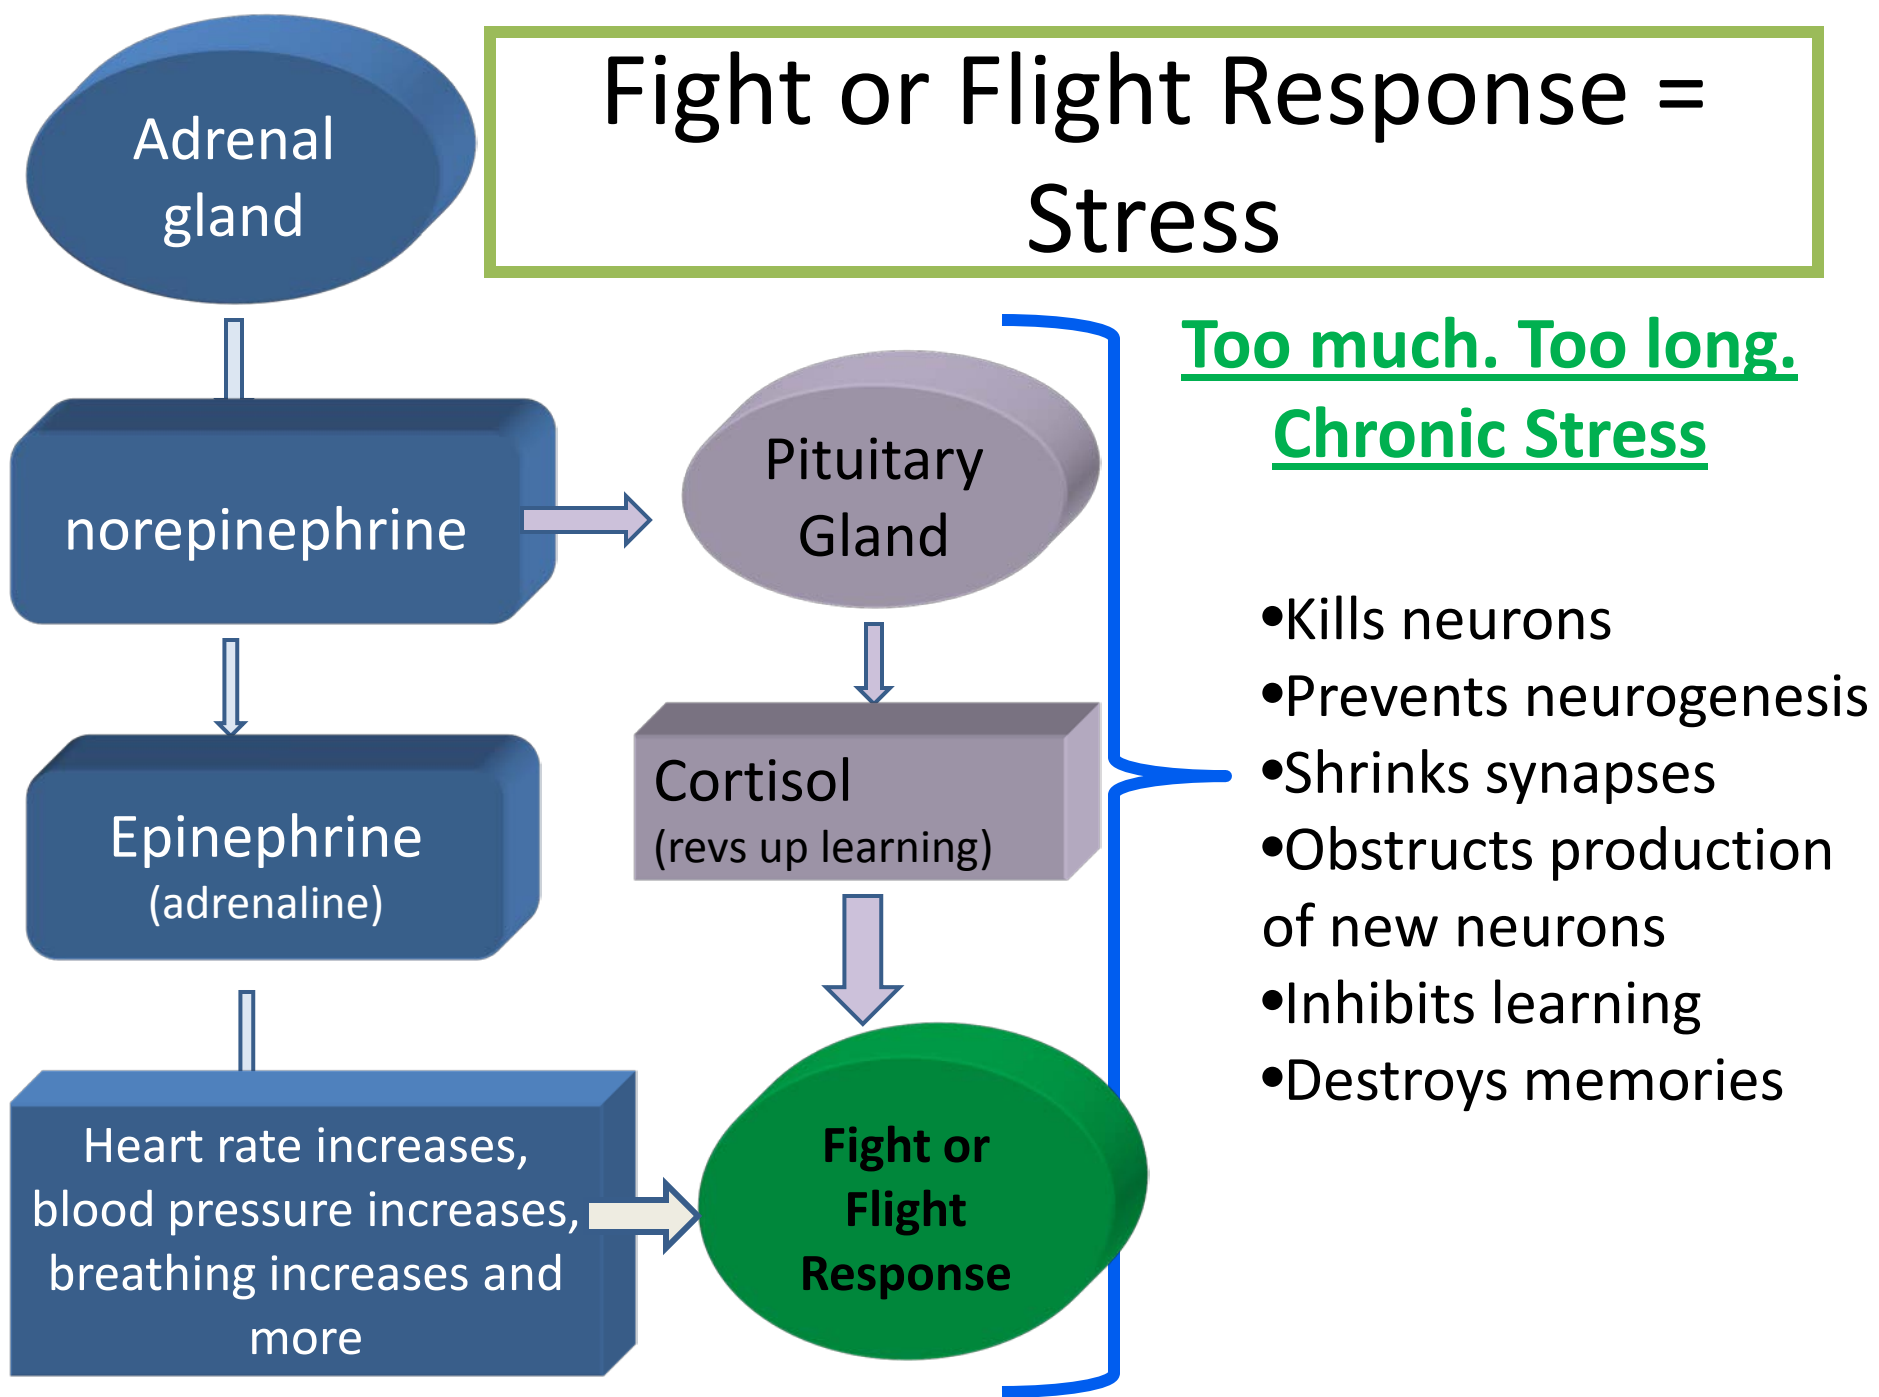 Adrenal
gland
Fight or Flight Response =
Stress
norepinephrine
Epinephrine
(adrenaline)
Heart rate increases,
blood pressure increases,
breathing increases and
more
Pituitary
Gland
Cortisol
(revs up learning)
Fight or
Flight
Response
Too much. Too long.
Chronic Stress
•Kills neurons
•Prevents neurogenesis
•Shrinks synapses
•Obstructs production
of new neurons
•Inhibits learning
•Destroys memories